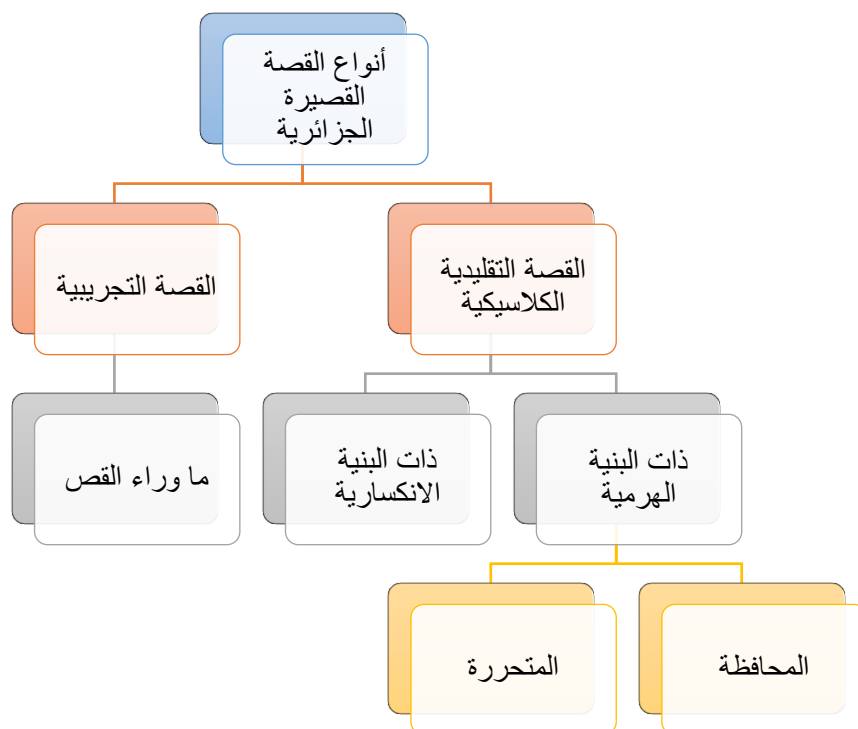 أنواع القصة
القصيرة
الجزائرية
القصة التقليدية
الكلاسيكية
القصة التجريبية
ذات البنية
الهرمية
ذات البنية
الانكسارية
ما وراء القص
المحافظة
المتحررة